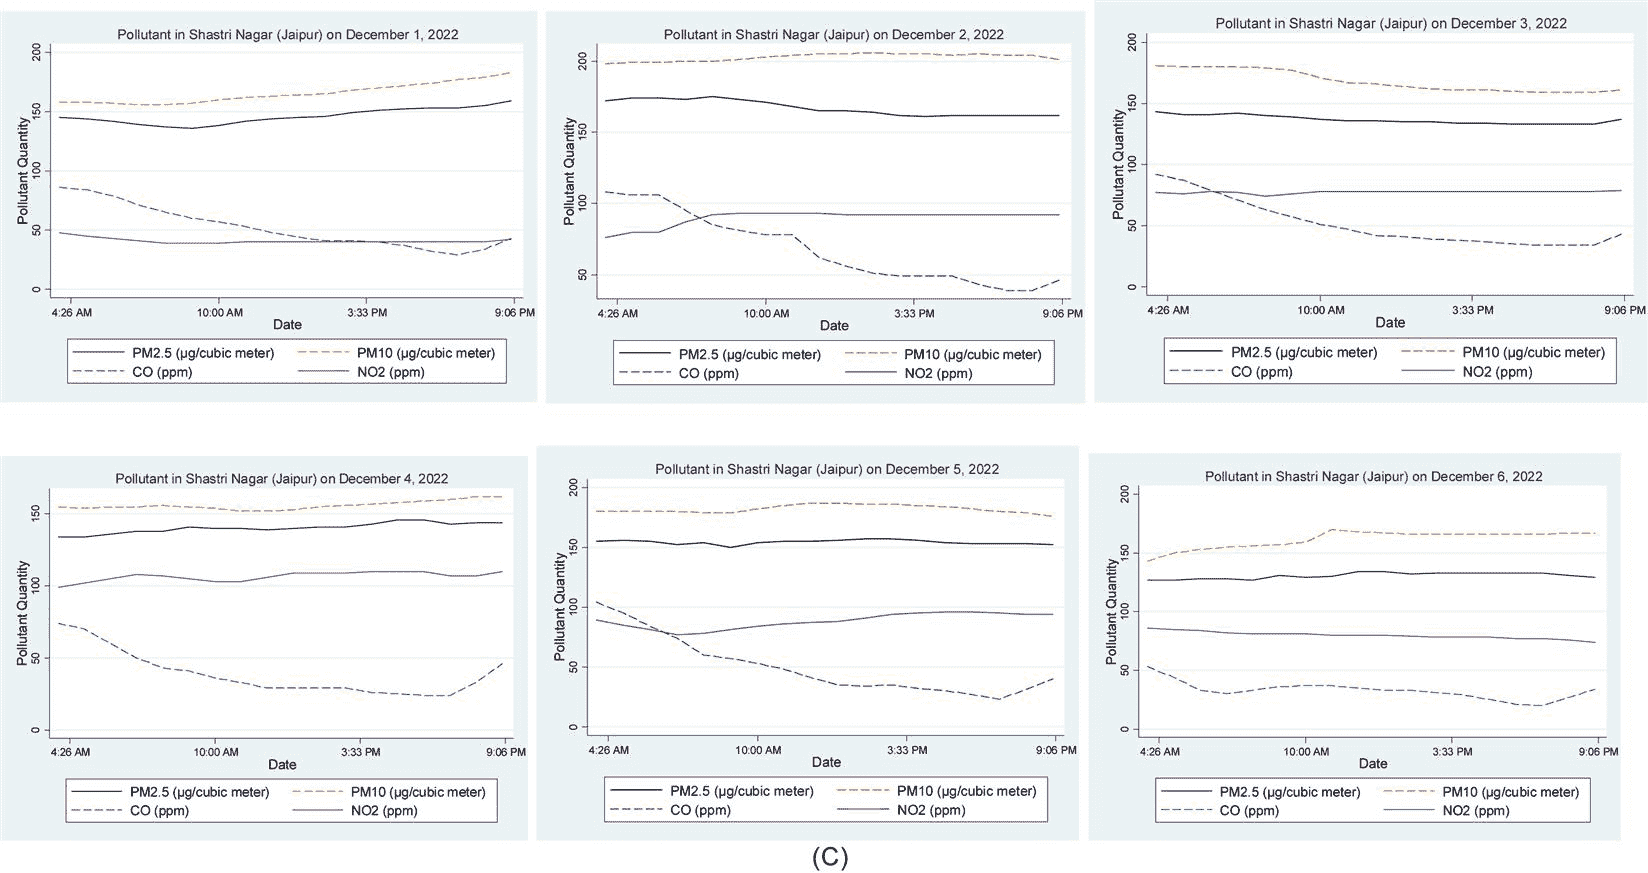 Pollutant in Shastri Nagar (Jaipur) on December 1, 2022
Pollutant Quantity
200
150
100
50
0
4:26 AM 10:00 AM 3:33 PM 9:06 PM
Date
PM2.5 (µg/cubic meter) PM10 (µg/cubic meter)
CO (ppm) NO2 (ppm)
Pollutant in Shastri Nagar (Jaipur) on December 2, 2022
Pollutant Quantity
200
150
100
50
4:26 AM 10:00 AM 3:33 PM 9:06 PM
Date
PM2.5 (µg/cubic meter) PM10 (µg/cubic meter)
CO (ppm) NO2 (ppm)
Pollutant in Shastri Nagar (Jaipur) on December 3, 2022
Pollutant Quantity
200
150
100
50
0
4:26 AM 10:00 AM 3:33 PM 9:06 PM
Date
PM2.5 (µg/cubic meter) PM10 (µg/cubic meter)
CO (ppm) NO2 (ppm)
Pollutant in Shastri Nagar (Jaipur) on December 4, 2022
Pollutant Quantity
150
100
50
0
4:26 AM 10:00 AM 3:33 PM 9:06 PM
Date
PM2.5 (µg/cubic meter) PM10 (µg/cubic meter)
CO (ppm) NO2 (ppm)
Pollutant in Shastri Nagar (Jaipur) on December 5, 2022
Pollutant Quantity
200
150
100
50
0
4:26 AM 10:00 AM 3:33 PM 9:06 PM
Date
PM2.5 (µg/cubic meter) PM10 (µg/cubic meter)
CO (ppm) NO2 (ppm)
Pollutant in Shastri Nagar (Jaipur) on December 6, 2022
Pollutant Quantity
200
150
100
50
0
4:26 AM 10:00 AM 3:33 PM 9:06 PM
Date
PM2.5 (µg/cubic meter) PM10 (µg/cubic meter)
CO (ppm) NO2 (ppm)
(C)